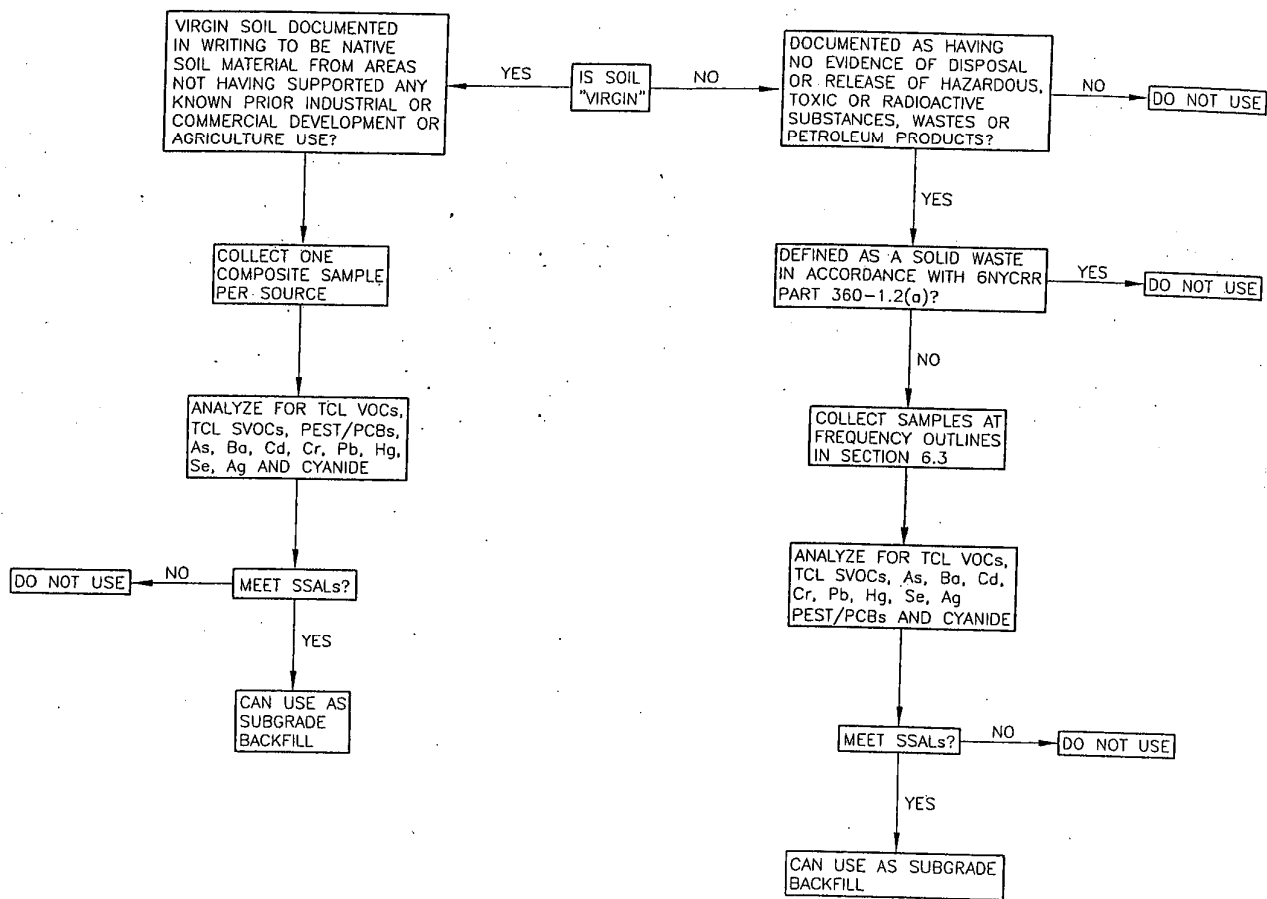 VIRGIN SOIL DOCUMENTED
IN WRITING TO BE NATIVE
SOIL MATERIAL FROM AREAS
NOT HAVING SUPPORTED ANY
KNOWN PRIOR INDUSTRIAL OR
COMMERCIAL DEVELOPMENT OR
AGRICULTURE USE?
YES
IS SOIL
"VIRGIN"
NO
DOCUMENTED AS HAVING
NO EVIDENCE OF DISPOSAL
OR RELEASE OF HAZARDOUS,
TOXIC OR RADIOACTIVE
SUBSTANCES, WASTES OR
PETROLEUM PRODUCTS?
NO
DO NOT USE
YES
COLLECT ONE
COMPOSITE SAMPLE
PER SOURCE
DEFINED AS A SOLID WASTE
IN ACCORDANCE WITH 6NYCRR
PART 360-1.2(a)?
YES
DO NOT USE
NO
ANALYZE FOR TCL VOCs,
TCL SVOCs, PEST/PCBs,
As, Ba, Cd, Cr, Pb, Hg,
Se, Ag AND CYANIDE
COLLECT SAMPLES AT
FREQUENCY OUTLINES
IN SECTION 6.3
DO NOT USE
NO
MEET SSALs?
YES
ANALYZE FOR TCL VOCs,
TCL SVOCs, As, Ba, Cd,
Cr, Pb, Hg, Se, Ag
PEST/PCBs AND CYANIDE
CAN USE AS
SUBGRADE
BACKFILL
MEET SSALs?
NO
DO NOT USE
YES
CAN USE AS SUBGRADE
BACKFILL